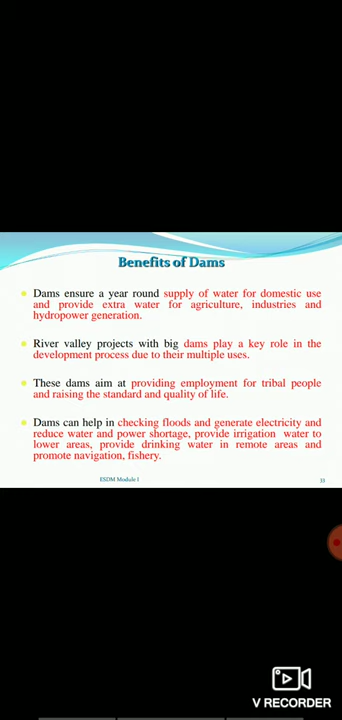 Benefits of Dams
Dams ensure a year round supply of water for domestic use
and provide extra water for agriculture, industries and
hydropower generation.
River valley projects with big dams play a key role in the
development process due to their multiple uses.
These dams aim at providing employment for tribal people
and raising the standard and quality of life.
Dams can help in checking floods and generate electricity and
reduce water and power shortage, provide irrigation water to
lower areas, provide drinking water in remote areas and
promote navigation, fishery.
ESDM Module 1
V RECORDER